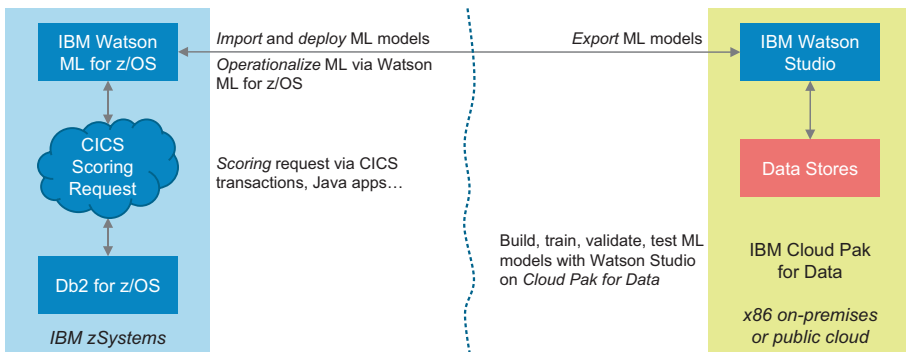 IBM Watson
ML for z/OS
Import and deploy ML models
Operationalize ML via Watson
ML for z/OS
Export ML models
IBM Watson
Studio
CICS
Scoring
Request
Scoring request via CICS
transactions, Java apps…
Data Stores
Build, train, validate, test ML
models with Watson Studio
on Cloud Pak for Data
IBM Cloud Pak
for Data
Db2 for z/OS
IBM zSystems
x86 on-premises
or public cloud